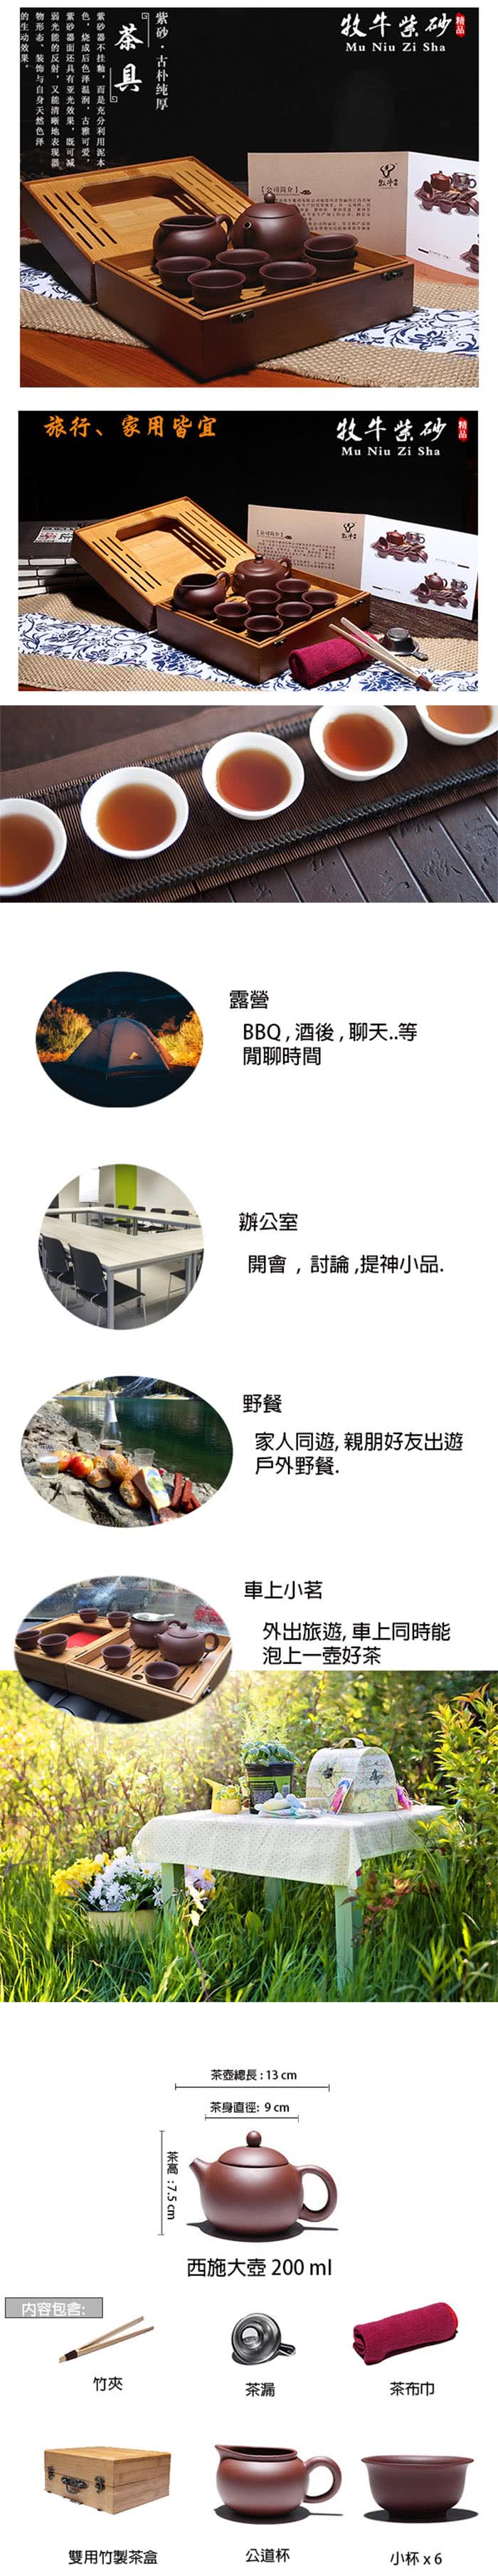 紫砂·古朴纯厚
茶具
紫砂器不挂釉，而是充分利用泥本
色，烧成后色泽温润，古雅可爱，
紫砂器面还具有亚光效果，既可减
弱光能的反射，又能清晰地表现器
物形态、装饰与自身天然色泽
的生动效果。
牧牛紫砂 精品
Mu Niu Zi Sha
【公司简介】
旅行、家用皆宜
牧牛紫砂 精品
Mu Niu Zi Sha
【公司简介】
露營
BBQ , 酒後 , 聊天..等
閒聊時間
辦公室
開會 , 討論 ,提神小品.
野餐
家人同遊, 親朋好友出遊
戶外野餐.
車上小茗
外出旅遊, 車上同時能
泡上一壺好茶
茶壺總長 : 13 cm
茶身直徑: 9 cm
茶高 : 7.5 cm
西施大壺 200 ml
內容包含:
竹夾
茶漏
茶布巾
雙用竹製茶盒
公道杯
小杯 x 6